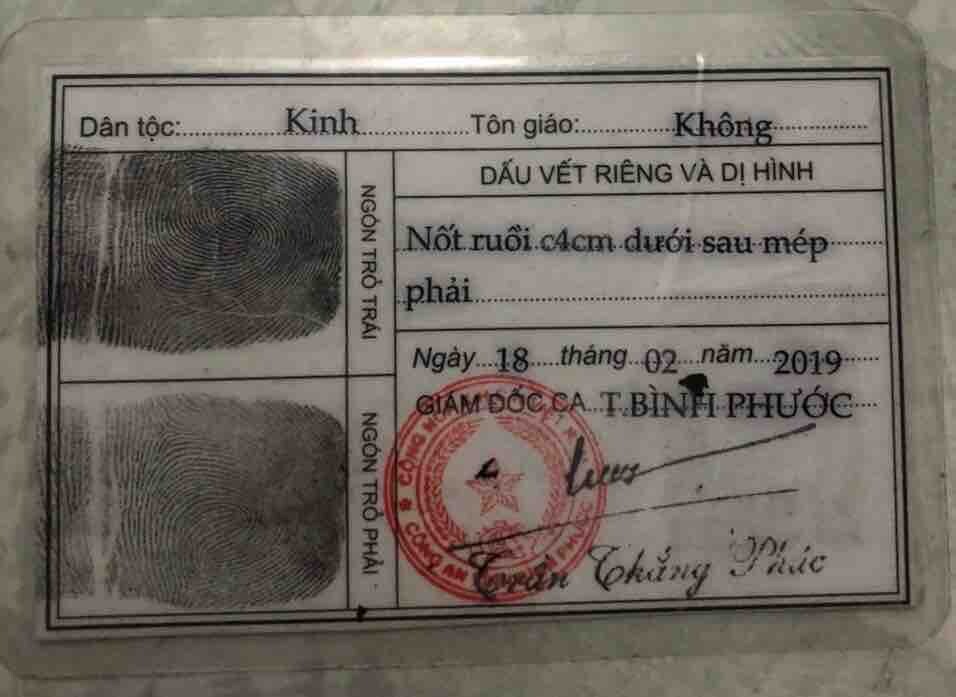 Dân tộc: Kinh Tôn giáo: Không
NGÓN TRỎ TRÁI
DẤU VẾT RIÊNG VÀ DỊ HÌNH
Nốt ruồi c4cm dưới sau mép
phải
NGÓN TRỎ PHẢI
Ngày 18 tháng 02 năm 2019
GIÁM ĐỐC CA T.BÌNH PHƯỚC
CÔNG AN
Trần Thắng Phúc